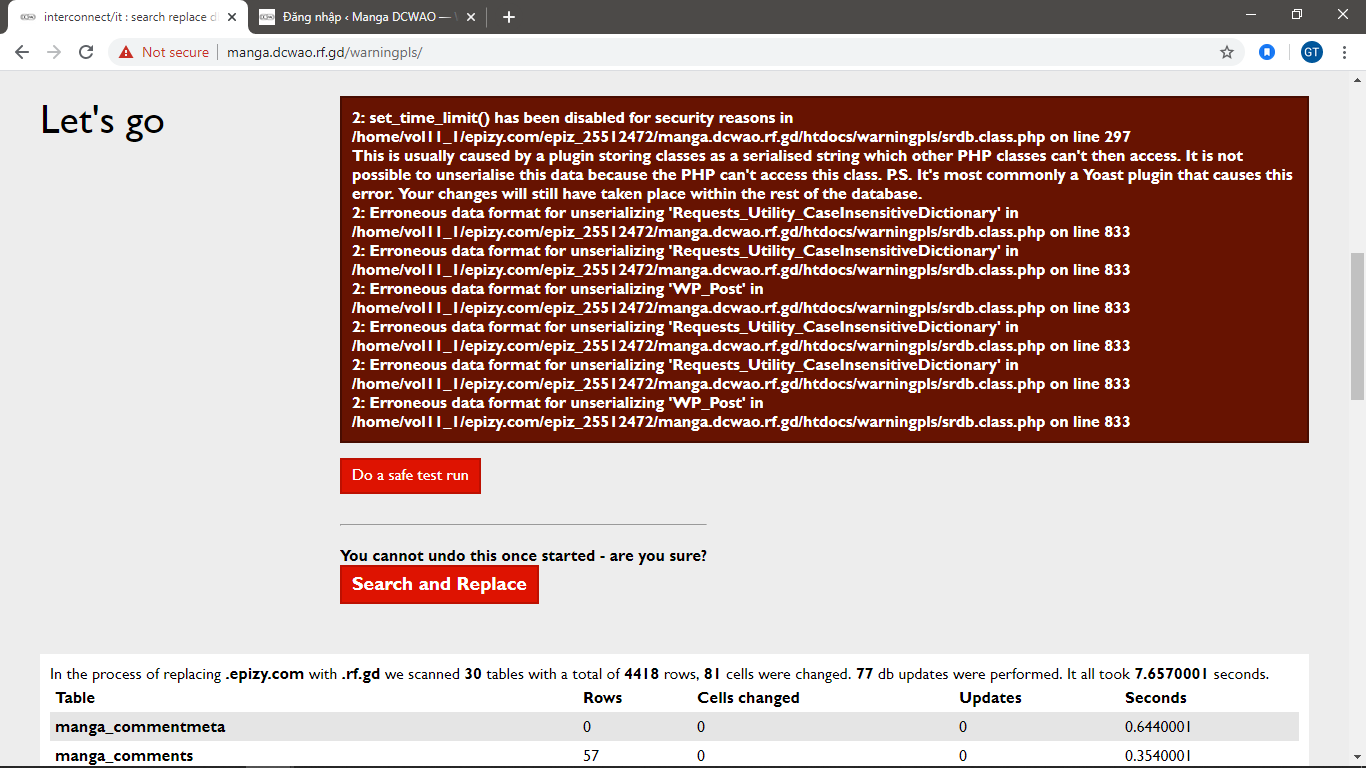 interconnect/it : search replace d
Đăng nhập ‹ Manga DCWAO —
Not secure
manga.dcwao.rf.gd/warningpls/
GT
Let's go
2: set_time_limit() has been disabled for security reasons in
/home/vol11_1/epizy.com/epiz_25512472/manga.dcwao.rf.gd/htdocs/warningpls/srdb.class.php on line 297
This is usually caused by a plugin storing classes as a serialised string which other PHP classes can't then access. It is not
possible to unserialise this data because the PHP can't access this class. P.S. It's most commonly a Yoast plugin that causes this
error. Your changes will still have taken place within the rest of the database.
2: Erroneous data format for unserializing 'Requests_Utility_CaseInsensitiveDictionary' in
/home/vol11_1/epizy.com/epiz_25512472/manga.dcwao.rf.gd/htdocs/warningpls/srdb.class.php on line 833
2: Erroneous data format for unserializing 'Requests_Utility_CaseInsensitiveDictionary' in
/home/vol11_1/epizy.com/epiz_25512472/manga.dcwao.rf.gd/htdocs/warningpls/srdb.class.php on line 833
2: Erroneous data format for unserializing 'WP_Post' in
/home/vol11_1/epizy.com/epiz_25512472/manga.dcwao.rf.gd/htdocs/warningpls/srdb.class.php on line 833
2: Erroneous data format for unserializing 'Requests_Utility_CaseInsensitiveDictionary' in
/home/vol11_1/epizy.com/epiz_25512472/manga.dcwao.rf.gd/htdocs/warningpls/srdb.class.php on line 833
2: Erroneous data format for unserializing 'Requests_Utility_CaseInsensitiveDictionary' in
/home/vol11_1/epizy.com/epiz_25512472/manga.dcwao.rf.gd/htdocs/warningpls/srdb.class.php on line 833
2: Erroneous data format for unserializing 'WP_Post' in
/home/vol11_1/epizy.com/epiz_25512472/manga.dcwao.rf.gd/htdocs/warningpls/srdb.class.php on line 833
Do a safe test run
You cannot undo this once started - are you sure?
Search and Replace
In the process of replacing .epizy.com with .rf.gd we scanned 30 tables with a total of 4418 rows, 81 cells were changed. 77 db updates were performed. It all took 7.6570001 seconds.
Table Rows Cells changed Updates Seconds
manga_commentmeta 0 0 0 0.6440001
manga_comments 57 0 0 0.3540001